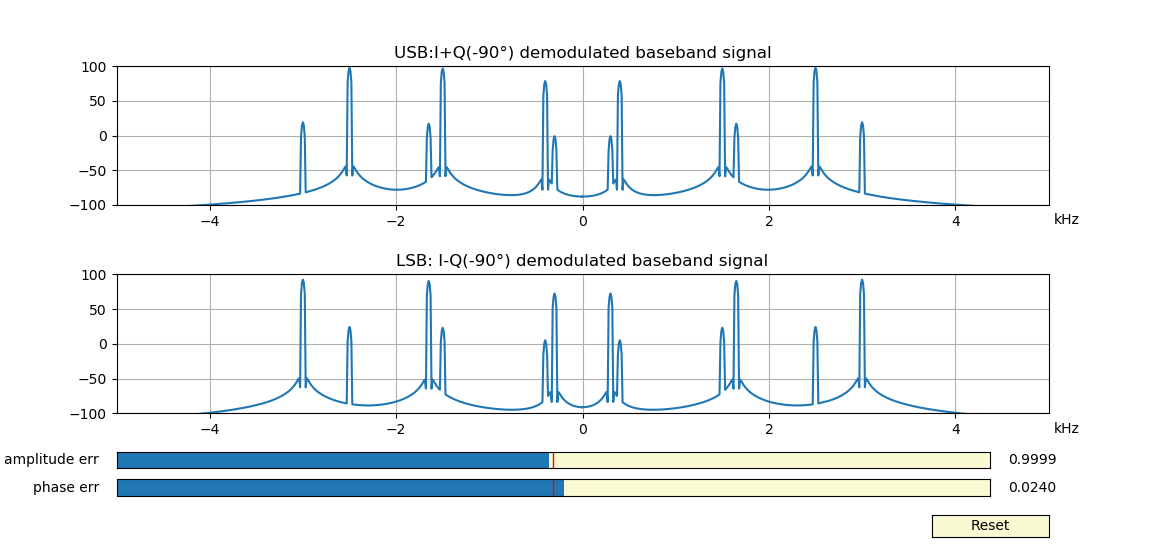 USB:I+Q(-90°) demodulated baseband signal
100
50
0
−50
−100
−4 −2 0 2 4 kHz
LSB: I-Q(-90°) demodulated baseband signal
100
50
0
−50
−100
−4 −2 0 2 4 kHz
amplitude err 0.9999
phase err 0.0240
Reset